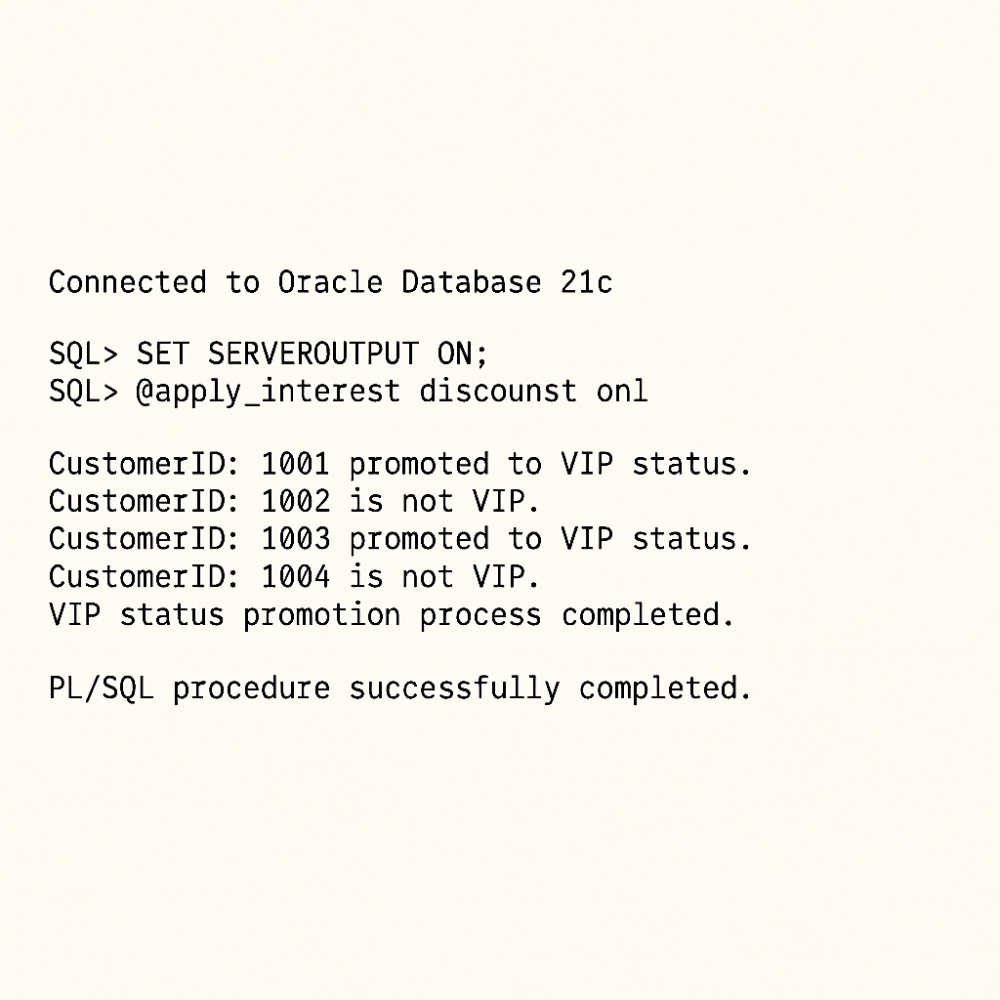 Connected to Oracle Database 21c
SQL> SET SERVEROUTPUT ON;
SQL> @apply_interest discounst onl
CustomerID: 1001 promoted to VIP status.
CustomerID: 1002 is not VIP.
CustomerID: 1003 promoted to VIP status.
CustomerID: 1004 is not VIP.
VIP status promotion process completed.
PL/SQL procedure successfully completed.